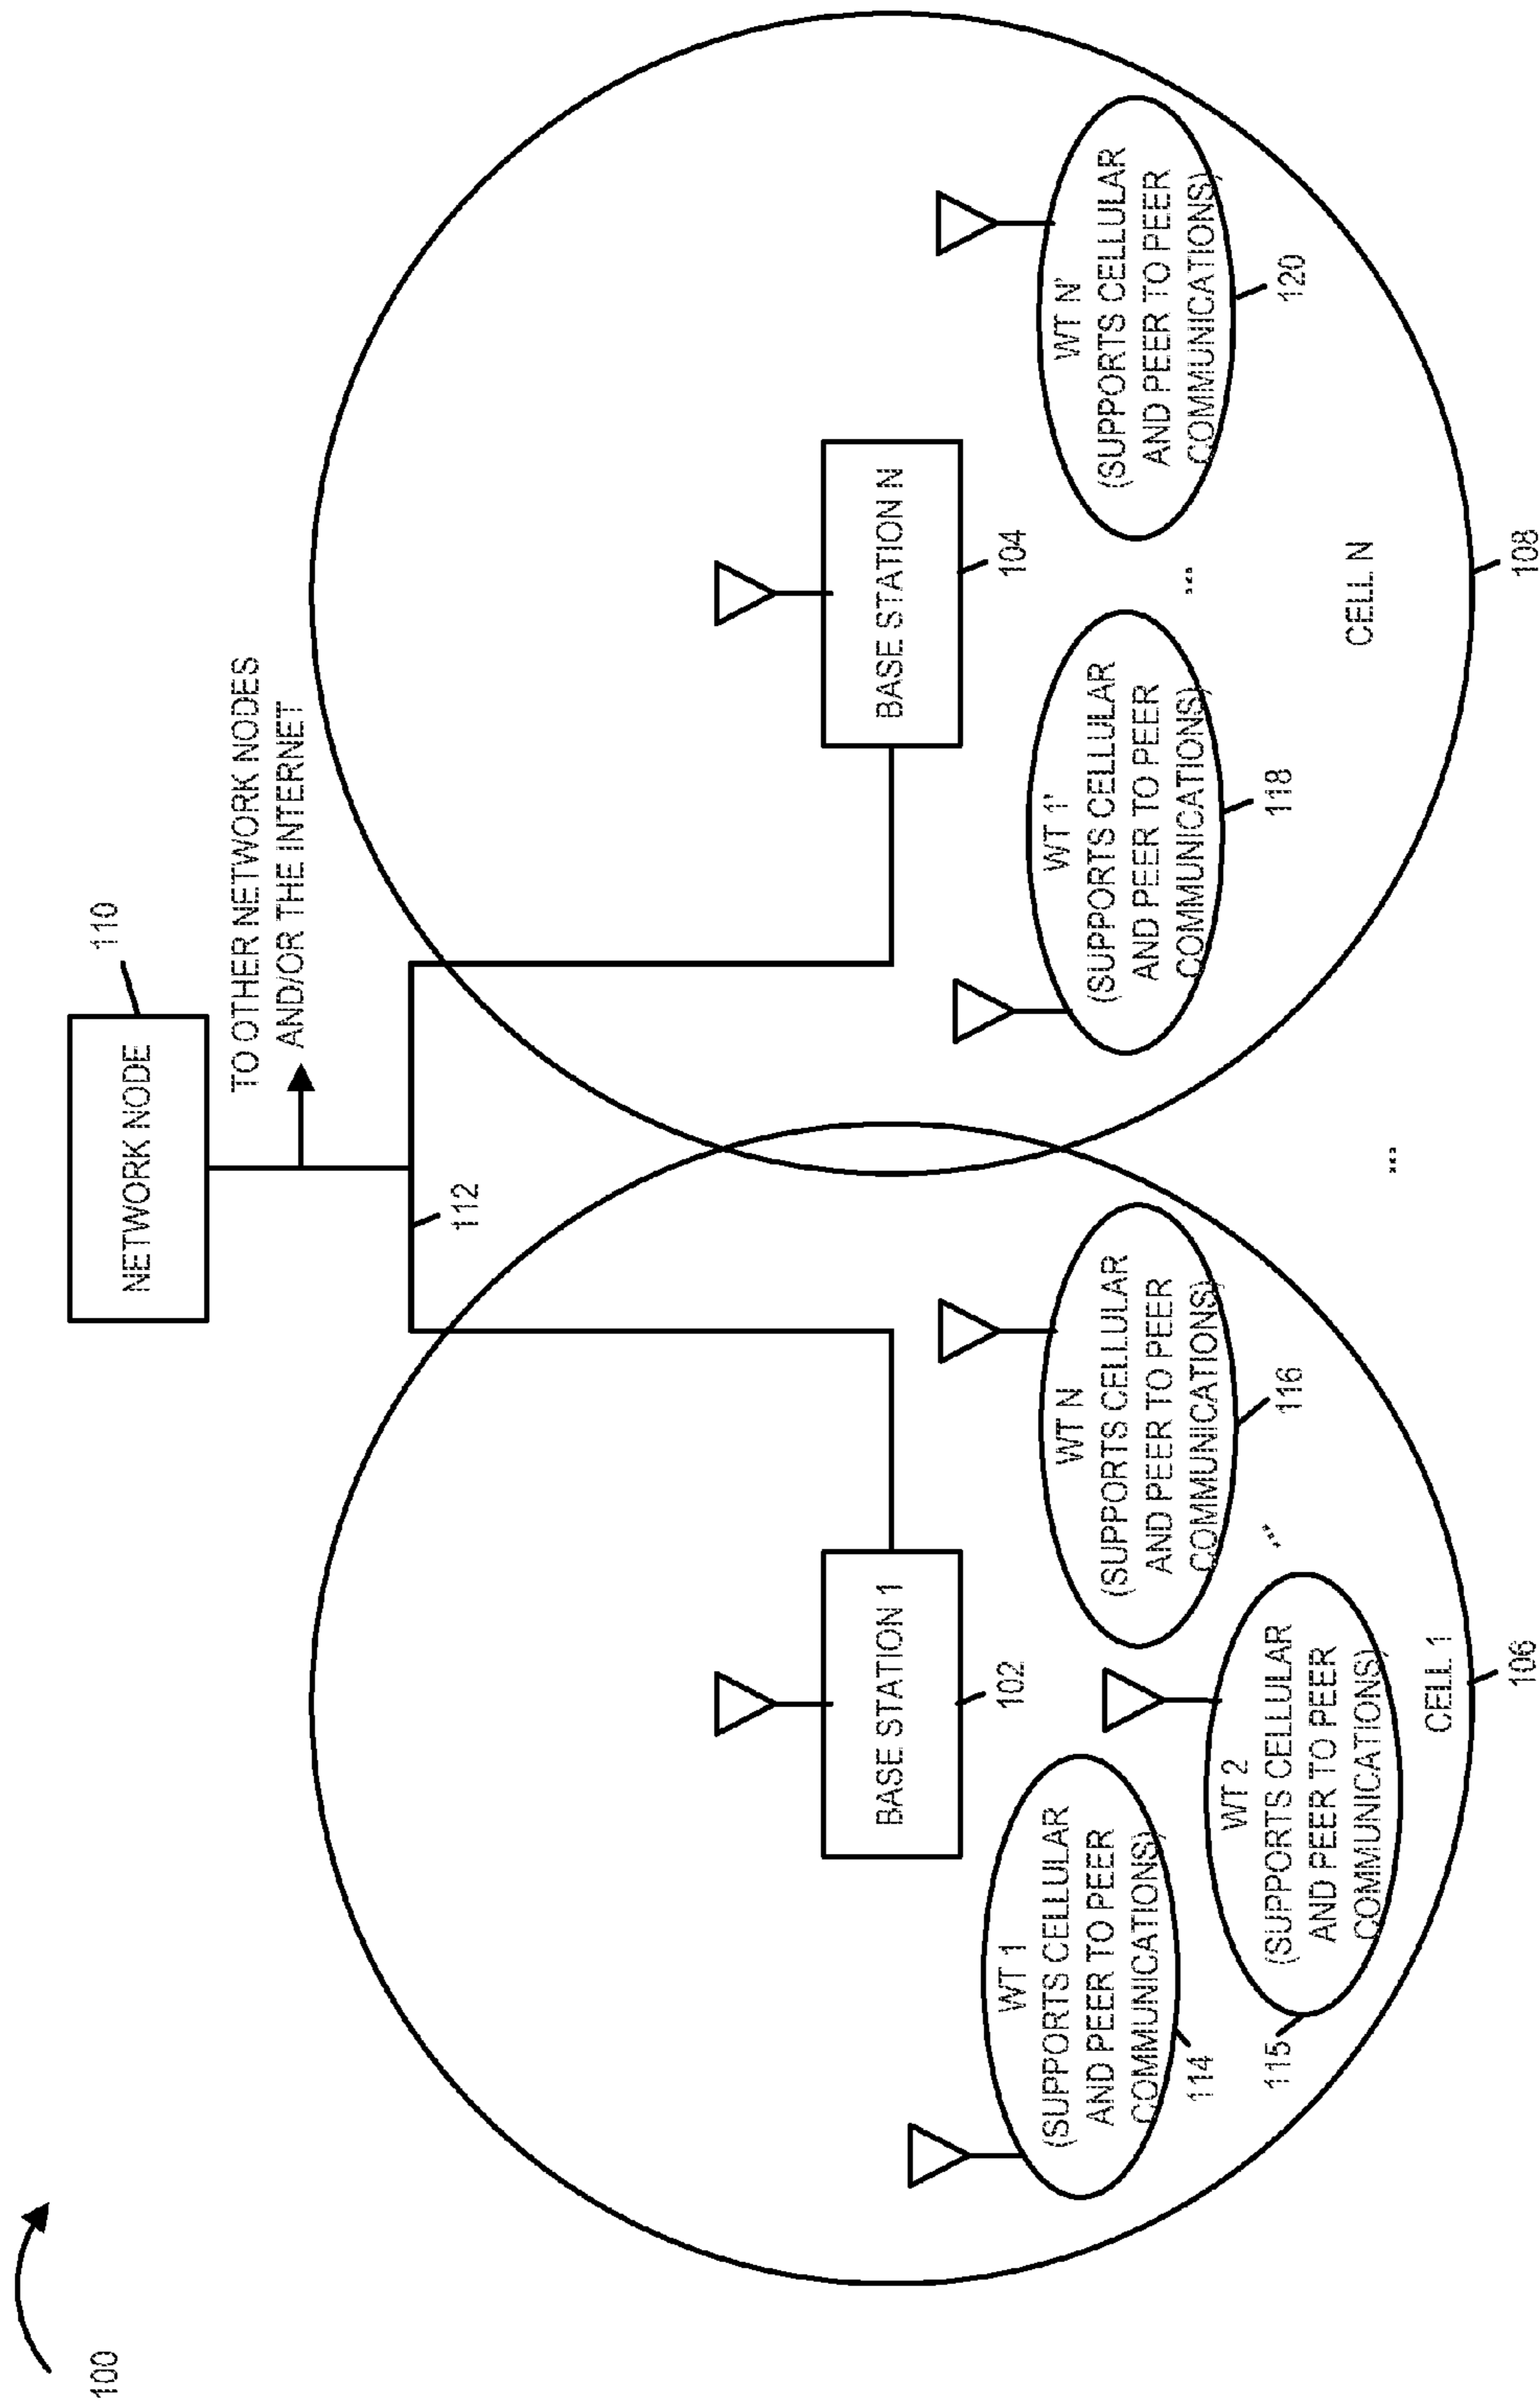 100
NETWORK NODE
110
TO OTHER NETWORK NODES
AND/OR THE INTERNET
112
BASE STATION 1
102
BASE STATION N
104
WT 1
(SUPPORTS CELLULAR
AND PEER TO PEER
COMMUNICATIONS)
114
WT 2
(SUPPORTS CELLULAR
AND PEER TO PEER
COMMUNICATIONS)
115
...
WT N
(SUPPORTS CELLULAR
AND PEER TO PEER
COMMUNICATIONS)
116
CELL 1
106
...
WT 1'
(SUPPORTS CELLULAR
AND PEER TO PEER
COMMUNICATIONS)
118
...
WT N'
(SUPPORTS CELLULAR
AND PEER TO PEER
COMMUNICATIONS)
120
CELL N
108